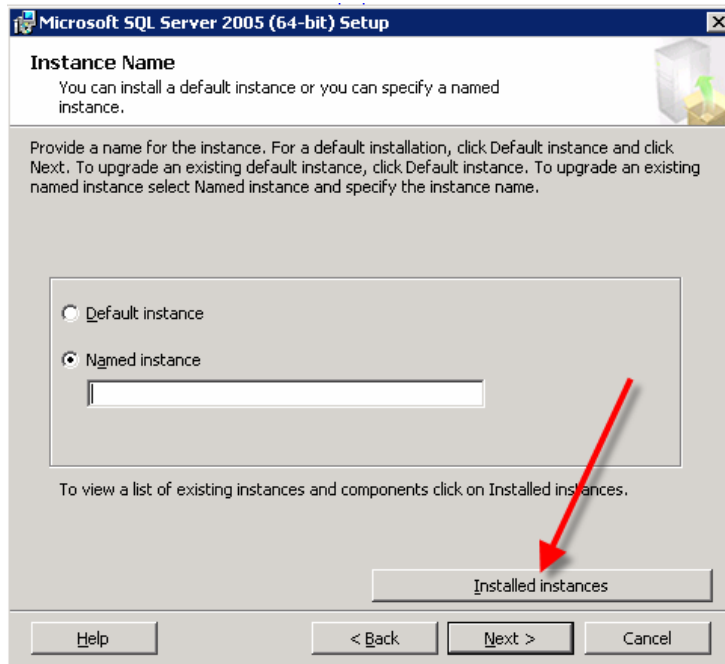 Microsoft SQL Server 2005 (64-bit) Setup
Instance Name
You can install a default instance or you can specify a named
instance.
Provide a name for the instance. For a default installation, click Default instance and click
Next. To upgrade an existing default instance, click Default instance. To upgrade an existing
named instance select Named instance and specify the instance name.
Default instance
Named instance
To view a list of existing instances and components click on Installed instances.
Installed instances
Help
< Back
Next >
Cancel